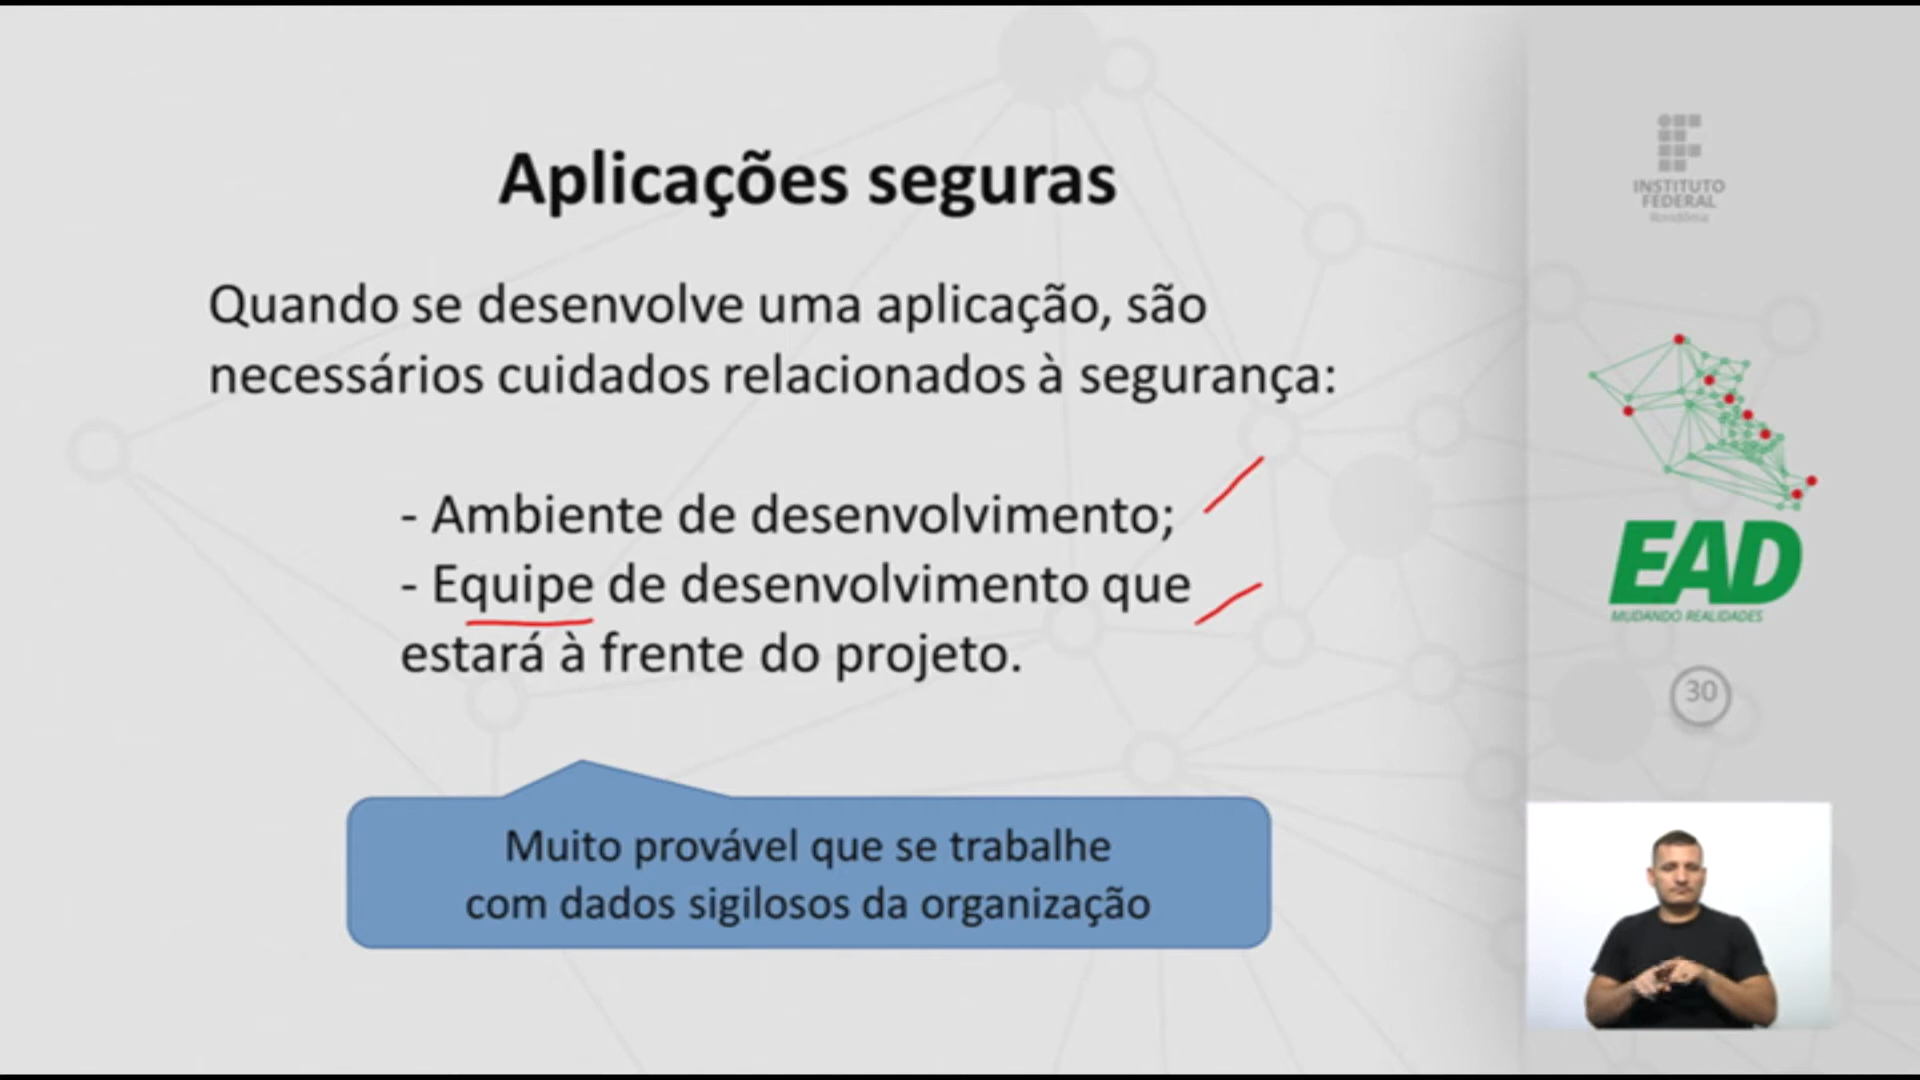 Aplicações seguras
Quando se desenvolve uma aplicação, são
necessários cuidados relacionados à segurança:
- Ambiente de desenvolvimento;
- Equipe de desenvolvimento que
estará à frente do projeto.
Muito provável que se trabalhe
com dados sigilosos da organização
INSTITUTO
FEDERAL
Rondônia
EAD
MUDANDO REALIDADES
30